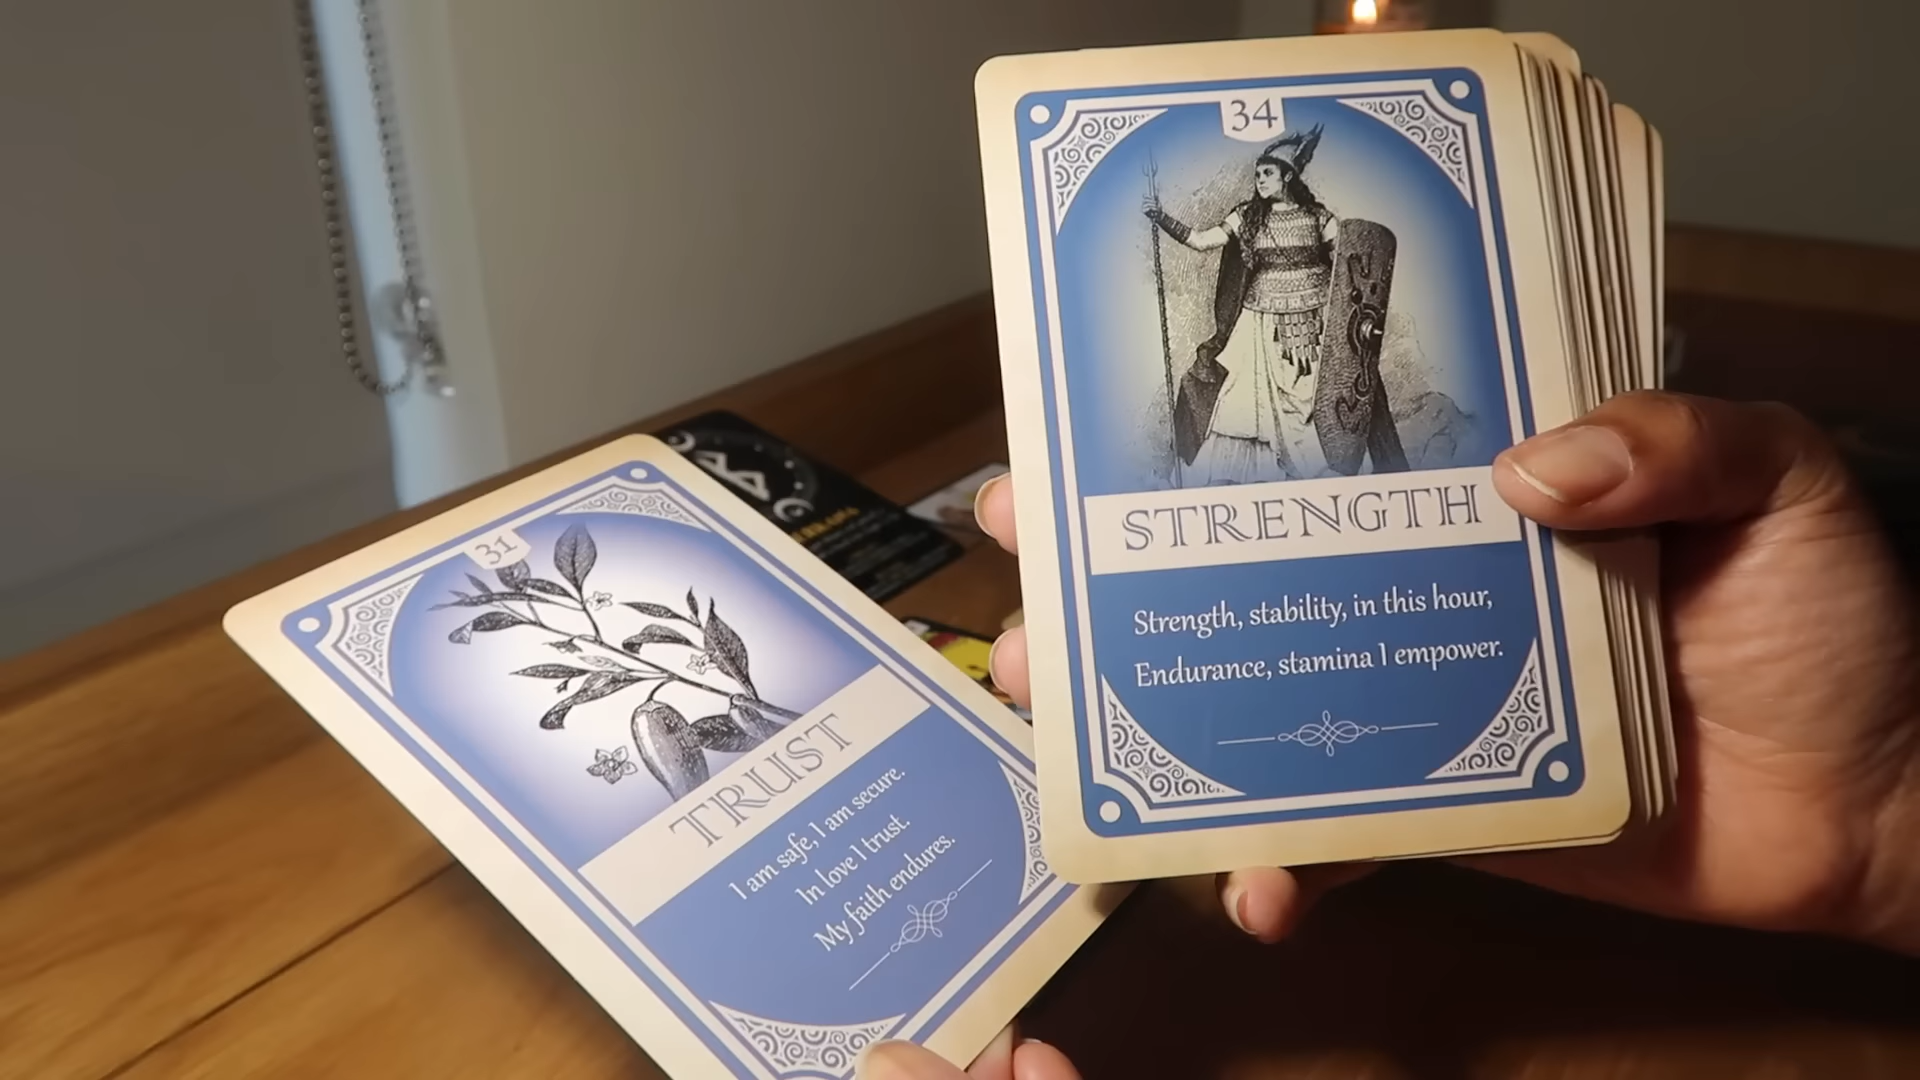 31
TRUST
I am safe, I am secure.
In love I trust.
My faith endures.
34
STRENGTH
Strength, stability, in this hour,
Endurance, stamina I empower.